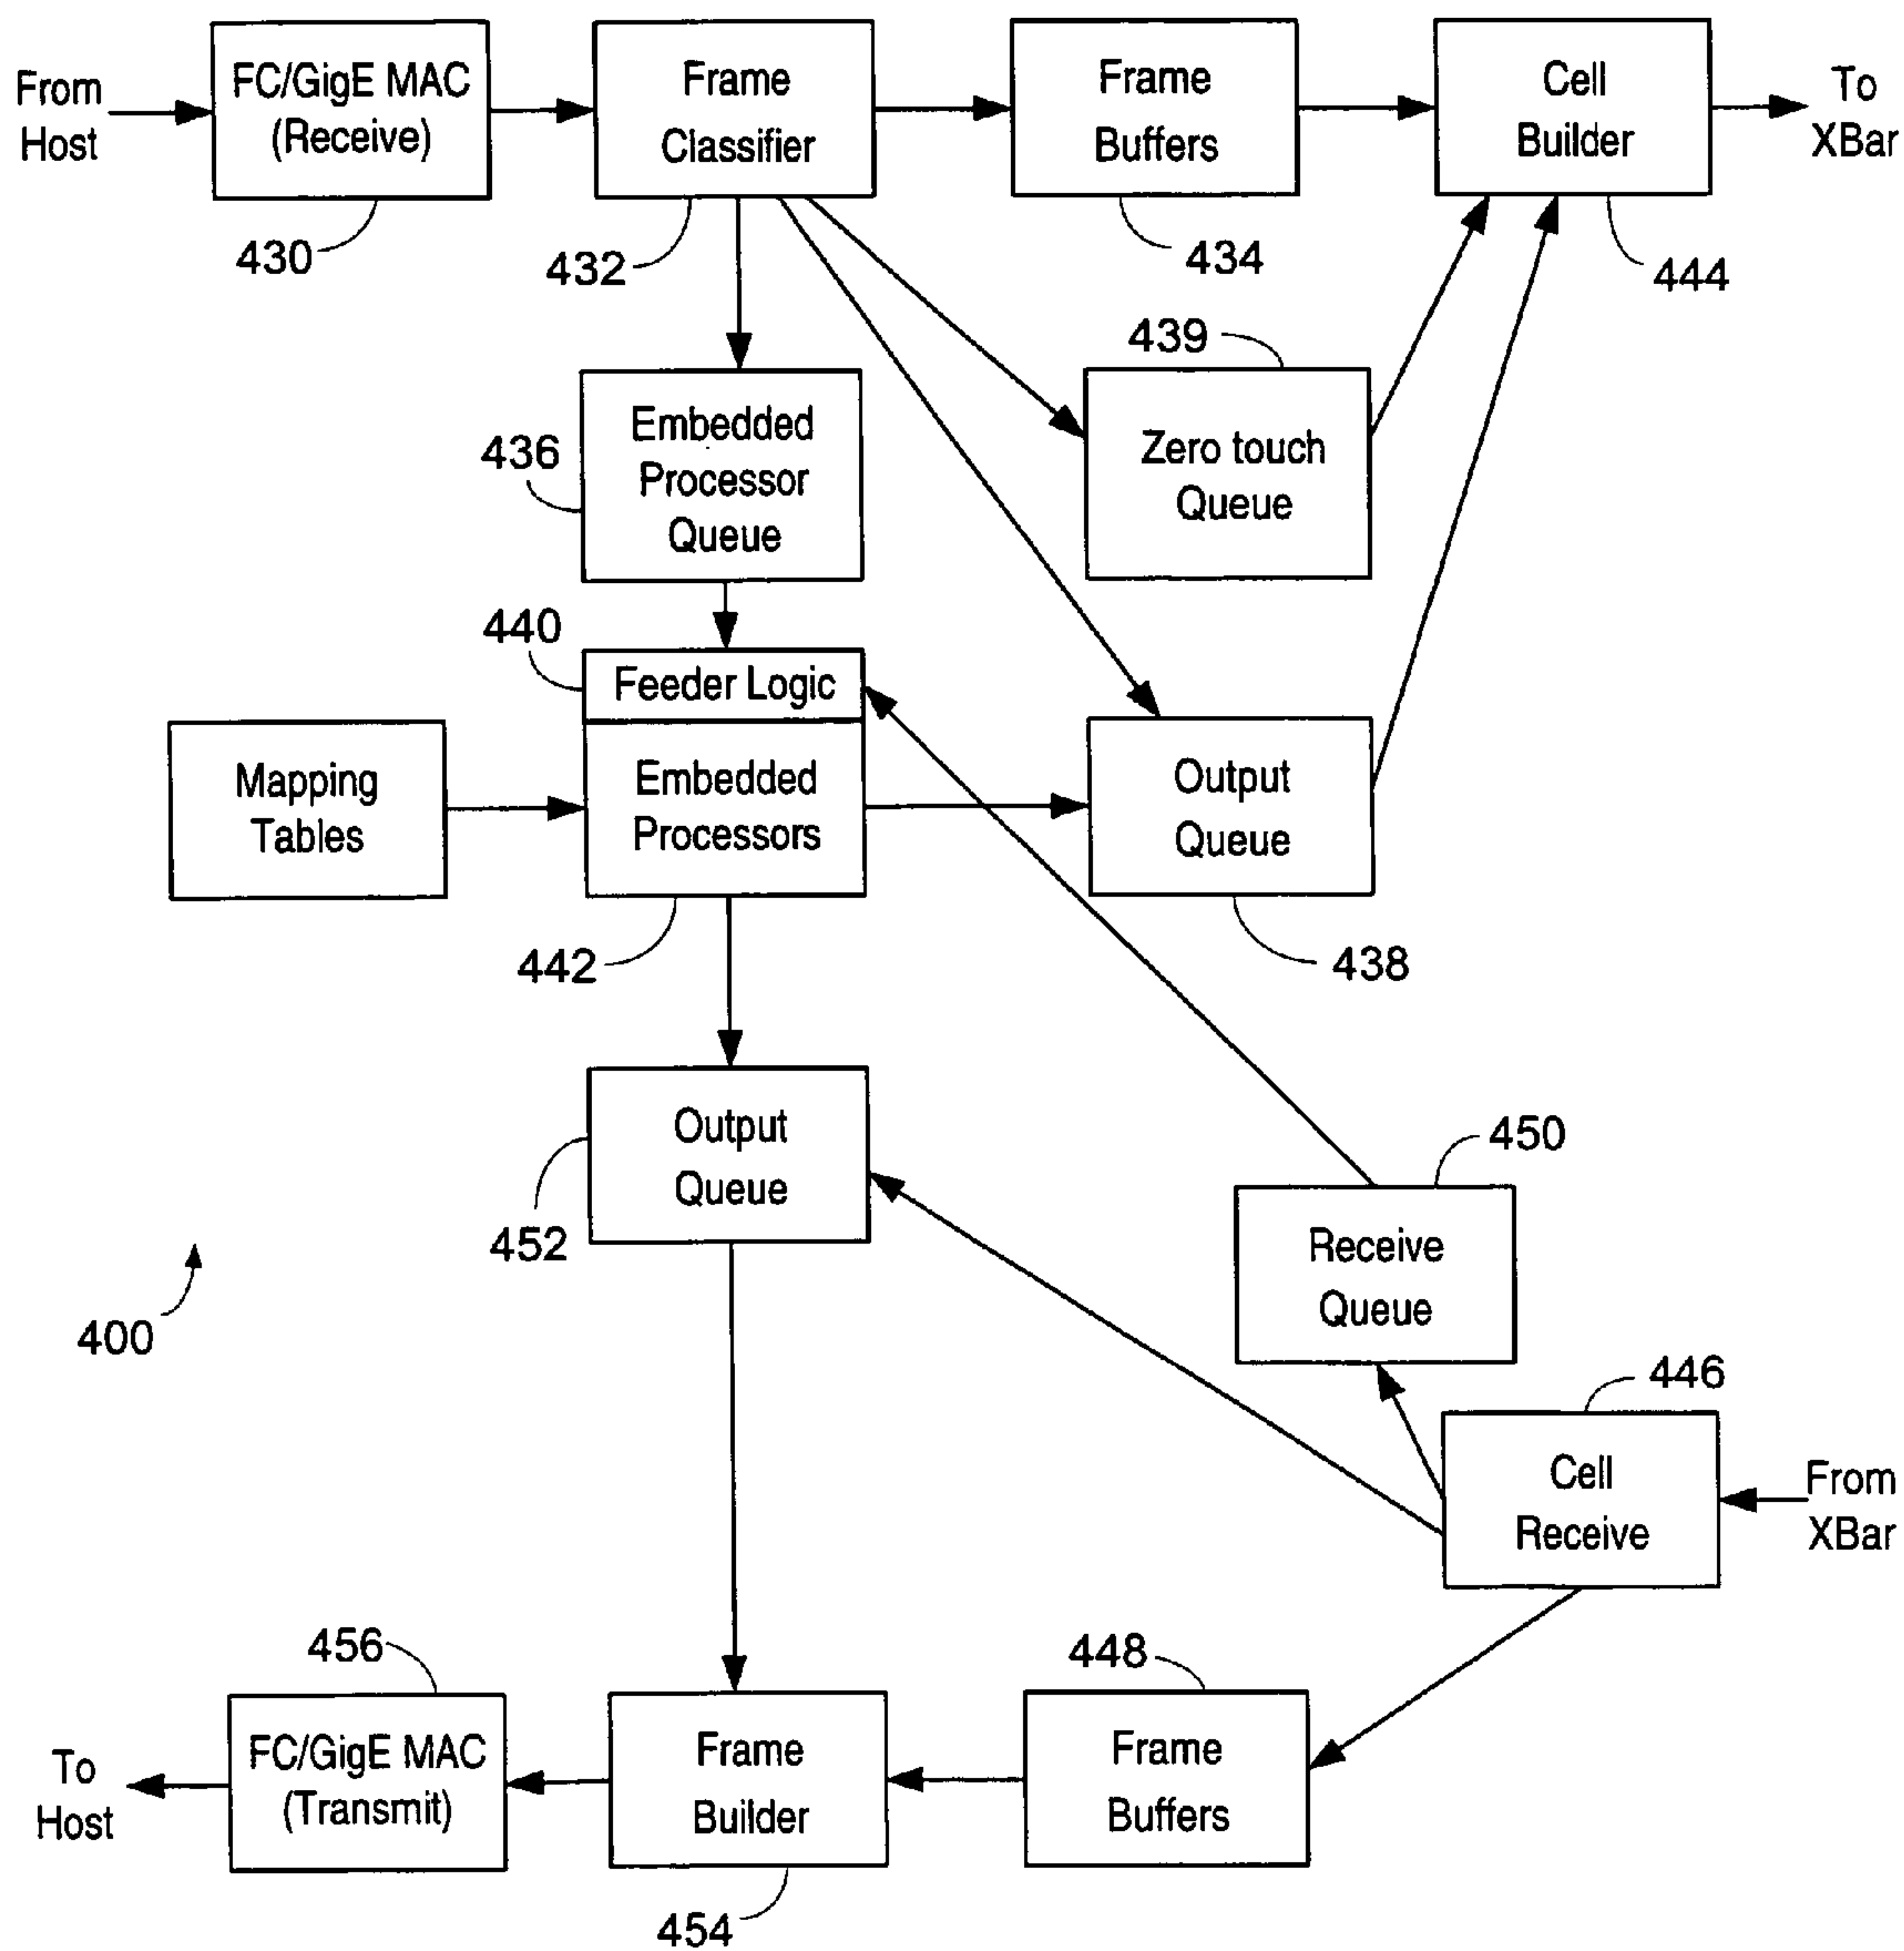 From
Host
FC/GigE MAC
(Receive)
430
Frame
Classifier
432
Frame
Buffers
434
Cell
Builder
444
To
XBar
439
Zero touch
Queue
436
Embedded
Processor
Queue
440
Feeder Logic
Mapping
Tables
Embedded
Processors
442
Output
Queue
438
Output
Queue
452
450
Receive
Queue
400
446
Cell
Receive
From
XBar
To
Host
456
FC/GigE MAC
(Transmit)
Frame
Builder
454
448
Frame
Buffers